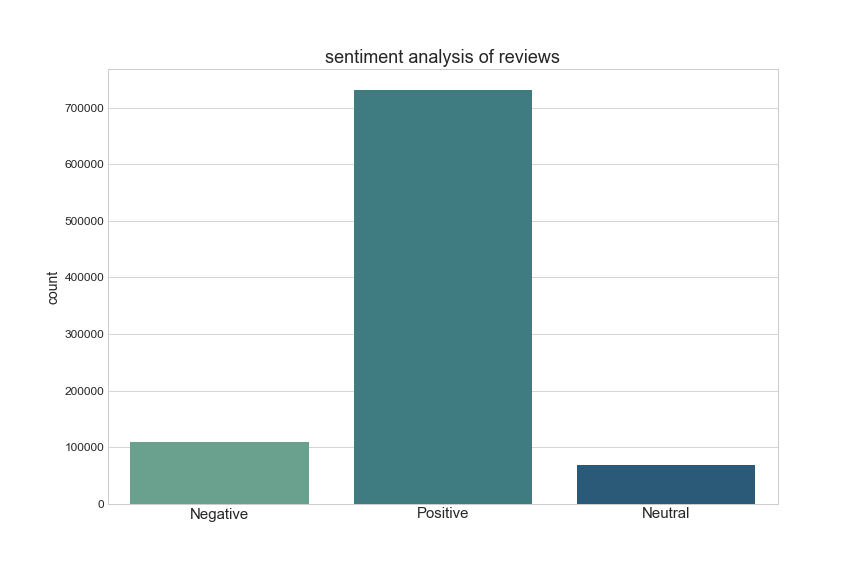 sentiment analysis of reviews
700000
600000
500000
400000
300000
200000
100000
0
count
Negative
Positive
Neutral